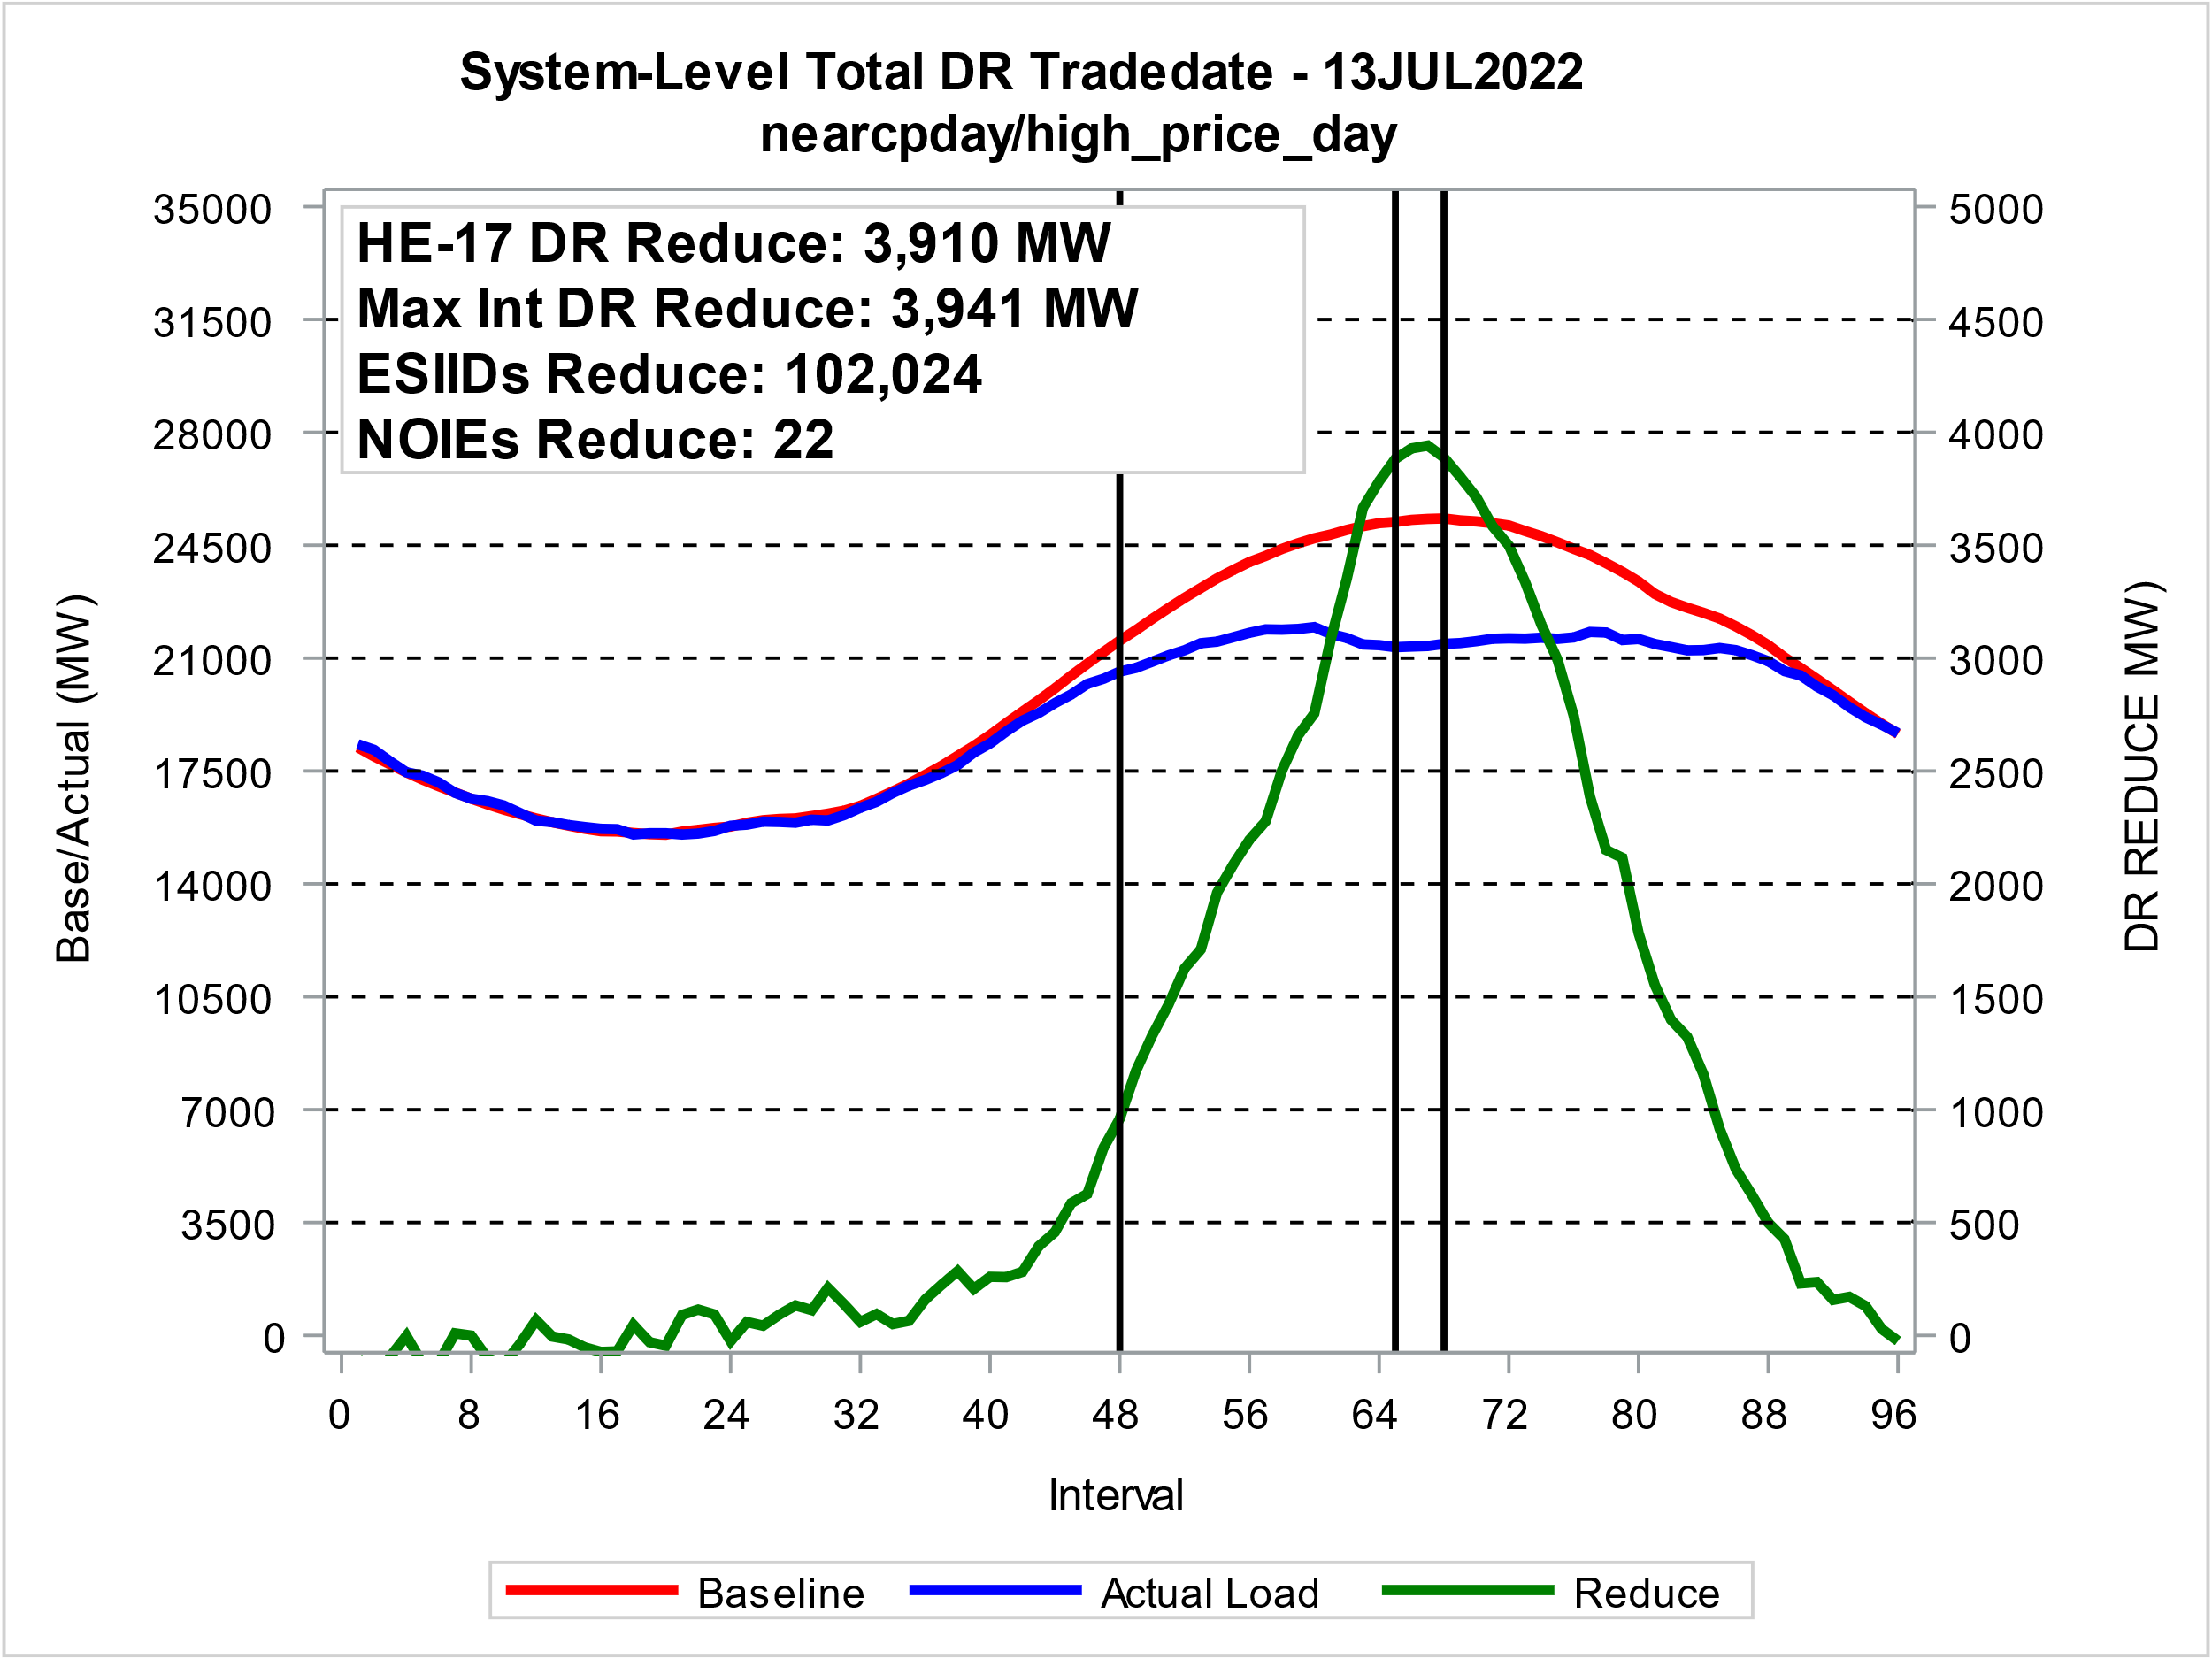 System-Level Total DR Tradedate - 13JUL2022
nearcpday/high_price_day
HE-17 DR Reduce: 3,910 MW
Max Int DR Reduce: 3,941 MW
ESIIDs Reduce: 102,024
NOIEs Reduce: 22
35000
31500
28000
24500
21000
17500
14000
10500
7000
3500
0
Base/Actual (MW)
5000
4500
4000
3500
3000
2500
2000
1500
1000
500
0
DR REDUCE MW)
0 8 16 24 32 40 48 56 64 72 80 88 96
Interval
Baseline Actual Load Reduce